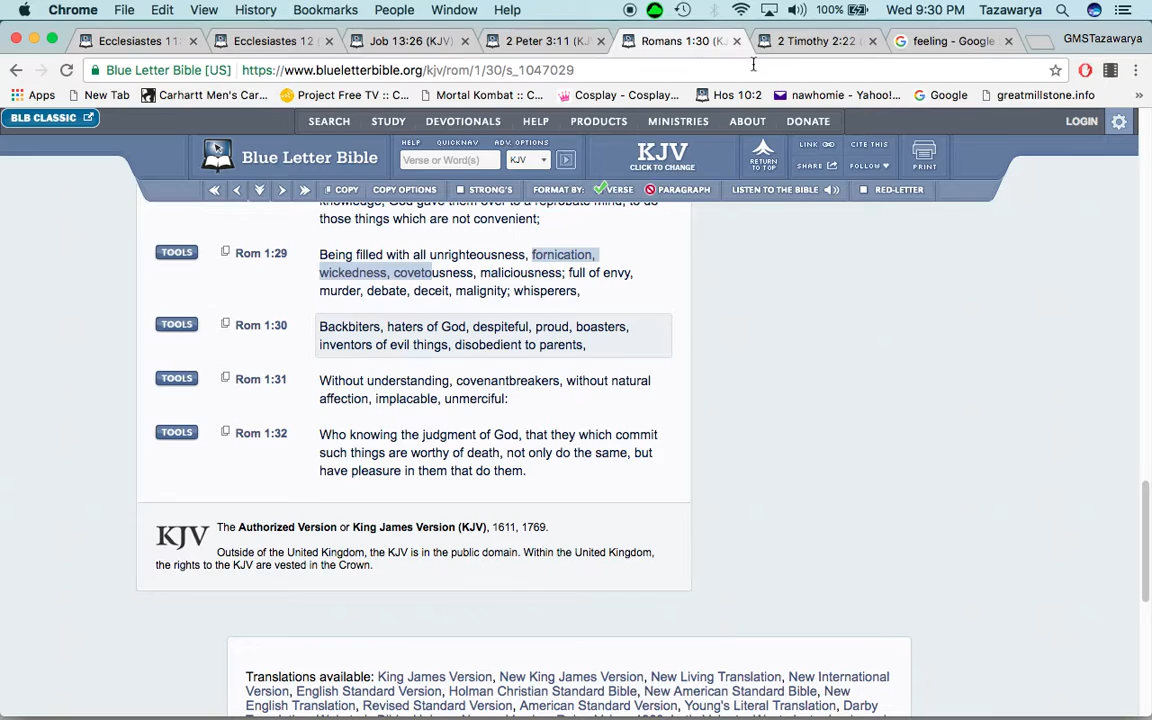 Chrome File Edit View History Bookmarks People Window Help 100% Wed 9:30 PM Tazawarya
Ecclesiastes 11: Ecclesiastes 12 ( Job 13:26 (KJV) 2 Peter 3:11 (KJV Romans 1:30 (KJ 2 Timothy 2:22 ( feeling - Google GMSTazawarya
Blue Letter Bible [US] https://www.blueletterbible.org/kjv/rom/1/30/s_1047029
Apps New Tab Carhartt Men's Car... Project Free TV :: C... Mortal Kombat :: C... Cosplay - Cosplay... Hos 10:2 nawhomie - Yahoo!... Google greatmillstone.info »
BLB CLASSIC SEARCH STUDY DEVOTIONALS HELP PRODUCTS MINISTRIES ABOUT DONATE LOGIN
HELP QUICKNAV ADV. OPTIONS
Blue Letter Bible Verse or Word(s) KJV KJV CLICK TO CHANGE RETURN TO TOP LINK CITE THIS SHARE FOLLOW PRINT
COPY COPY OPTIONS STRONG'S FORMAT BY: VERSE PARAGRAPH LISTEN TO THE BIBLE RED-LETTER
knowledge, God gave them over to a reprobate mind, to do
those things which are not convenient;
TOOLS Rom 1:29 Being filled with all unrighteousness, fornication,
wickedness, covetousness, maliciousness; full of envy,
murder, debate, deceit, malignity; whisperers,
TOOLS Rom 1:30 Backbiters, haters of God, despiteful, proud, boasters,
inventors of evil things, disobedient to parents,
TOOLS Rom 1:31 Without understanding, covenantbreakers, without natural
affection, implacable, unmerciful:
TOOLS Rom 1:32 Who knowing the judgment of God, that they which commit
such things are worthy of death, not only do the same, but
have pleasure in them that do them.
KJV The Authorized Version or King James Version (KJV), 1611, 1769.
Outside of the United Kingdom, the KJV is in the public domain. Within the United Kingdom,
the rights to the KJV are vested in the Crown.
Translations available: King James Version, New King James Version, New Living Translation, New International
Version, English Standard Version, Holman Christian Standard Bible, New American Standard Bible, New
English Translation, Revised Standard Version, American Standard Version, Young's Literal Translation, Darby